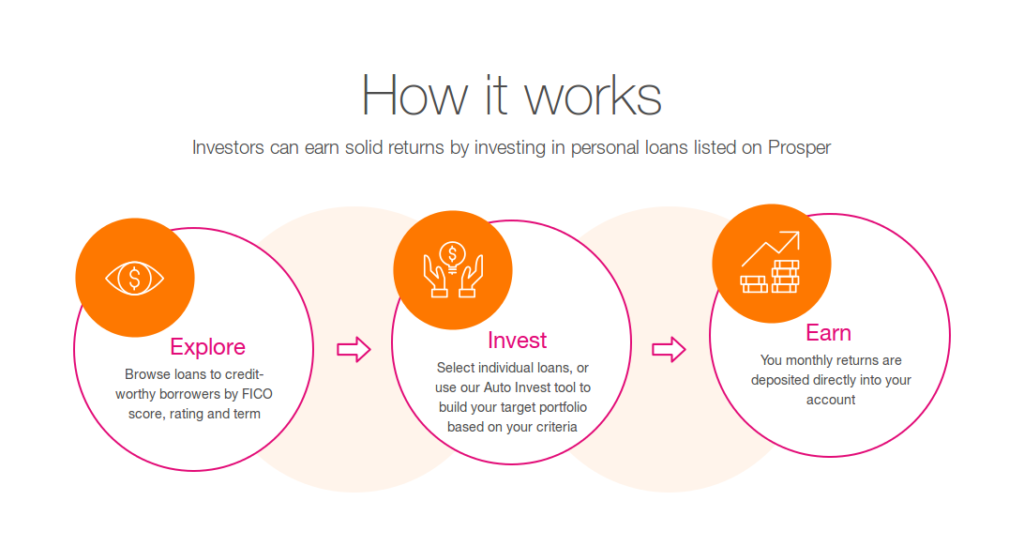 How it works
Investors can earn solid returns by investing in personal loans listed on Prosper
Explore
Browse loans to credit-
worthy borrowers by FICO
score, rating and term
Invest
Select individual loans, or
use our Auto Invest tool to
build your target portfolio
based on your criteria
Earn
You monthly returns are
deposited directly into your
account